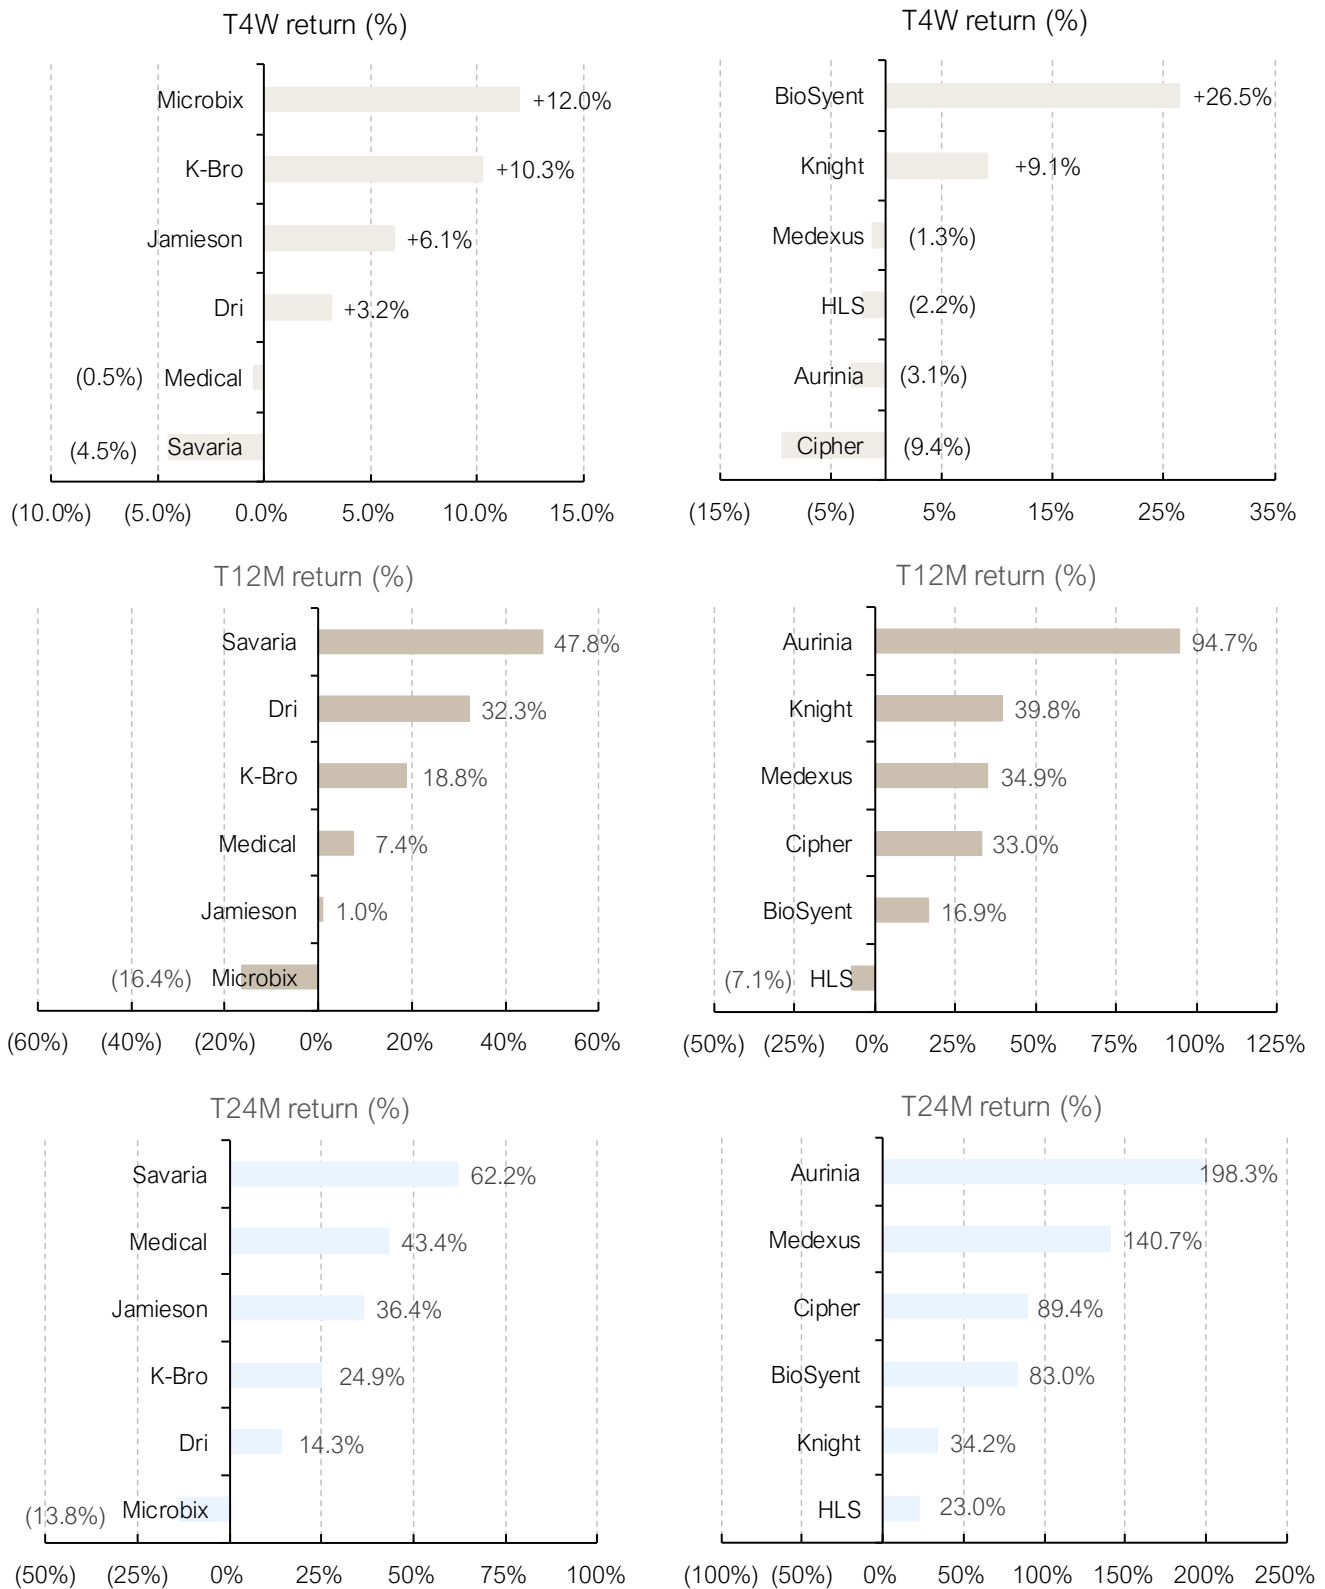 T4W return (%)
Microbix +12.0%
K-Bro +10.3%
Jamieson +6.1%
Dri +3.2%
(0.5%) Medical
(4.5%) Savaria
(10.0%) (5.0%) 0.0% 5.0% 10.0% 15.0%
T4W return (%)
BioSyent +26.5%
Knight +9.1%
Medexus (1.3%)
HLS (2.2%)
Aurinia (3.1%)
Cipher (9.4%)
(15%) (5%) 5% 15% 25% 35%
T12M return (%)
Savaria 47.8%
Dri 32.3%
K-Bro 18.8%
Medical 7.4%
Jamieson 1.0%
(16.4%) Microbix
(60%) (40%) (20%) 0% 20% 40% 60%
T12M return (%)
Aurinia 94.7%
Knight 39.8%
Medexus 34.9%
Cipher 33.0%
BioSyent 16.9%
(7.1%) HLS
(50%) (25%) 0% 25% 50% 75% 100% 125%
T24M return (%)
Savaria 62.2%
Medical 43.4%
Jamieson 36.4%
K-Bro 24.9%
Dri 14.3%
(13.8%) Microbix
(50%) (25%) 0% 25% 50% 75% 100%
T24M return (%)
Aurinia 198.3%
Medexus 140.7%
Cipher 89.4%
BioSyent 83.0%
Knight 34.2%
HLS 23.0%
(100%) (50%) 0% 50% 100% 150% 200% 250%